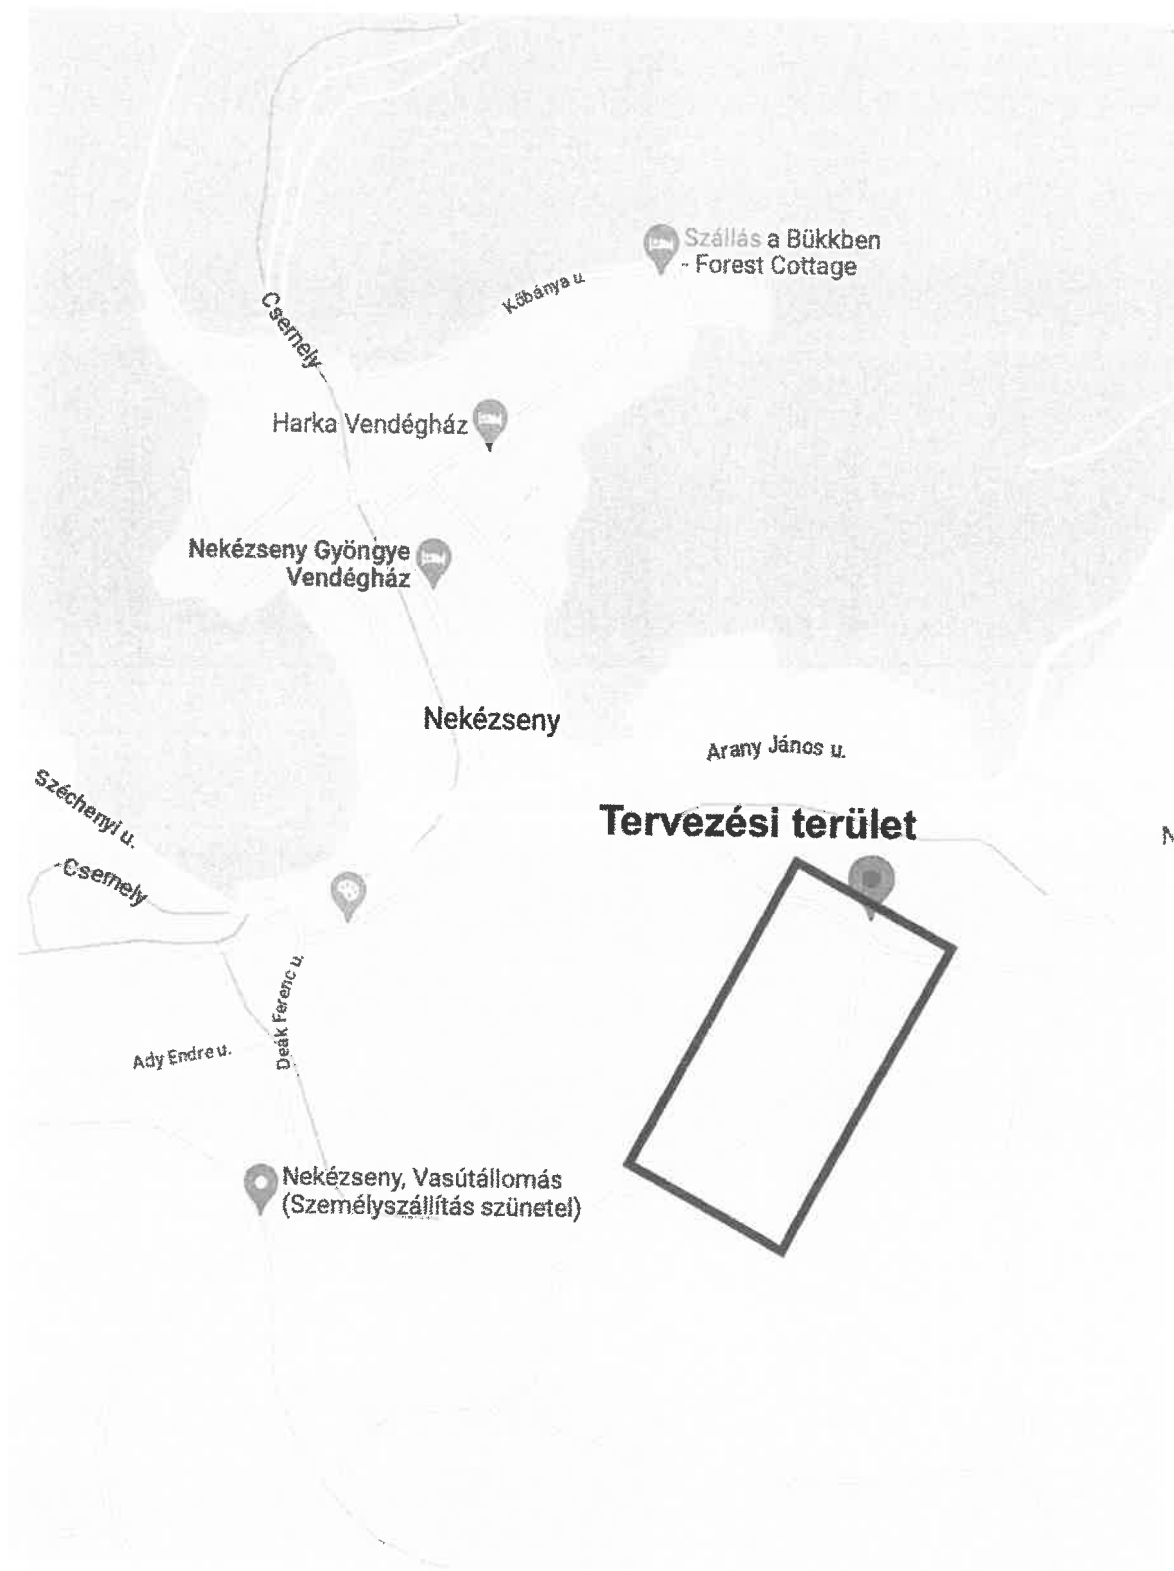 Szállás a Bükkben
- Forest Cottage
Kőbánya u.
Csernely -
Harka Vendégház
Nekézseny Gyöngye
Vendégház
Nekézseny
Arany János u.
Széchenyi u.
Tervezési terület
N
-Csernely
Deák Ferenc u.
Ady Endre u.
Nekézseny, Vasútállomás
(Személyszállítás szünetel)